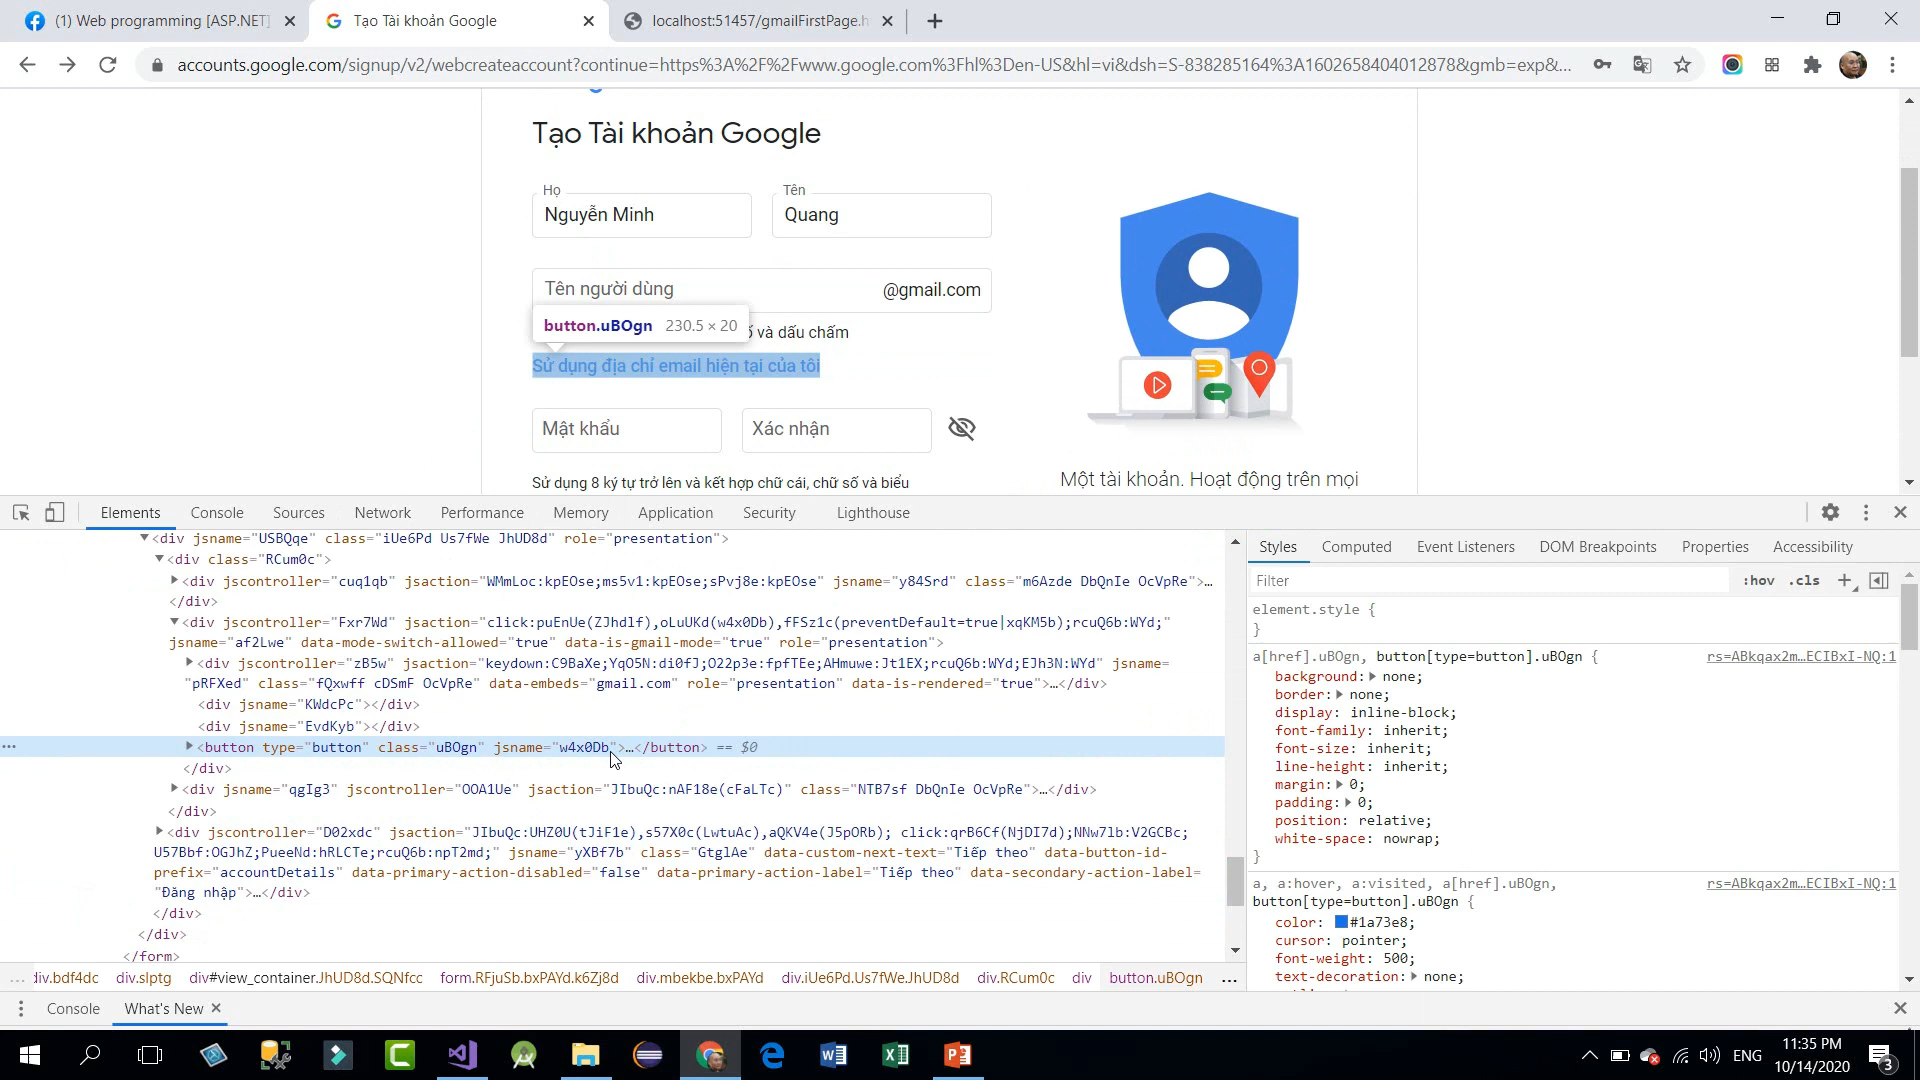 (1) Web programming [ASP.NET]
Tạo Tài khoản Google
localhost:51457/gmailFirstPage.h
accounts.google.com/signup/v2/webcreateaccount?continue=https%3A%2F%2Fwww.google.com%3Fhl%3Den-US&hl=vi&dsh=S-838285164%3A1602658404012878&gmb=exp&...
Tạo Tài khoản Google
Họ
Tên
Nguyễn Minh
Quang
Tên người dùng
@gmail.com
button.uBOgn 230.5 × 20
ố và dấu chấm
Sử dụng địa chỉ email hiện tại của tôi
Mật khẩu
Xác nhận
Sử dụng 8 ký tự trở lên và kết hợp chữ cái, chữ số và biểu
Một tài khoản. Hoạt động trên mọi
Elements Console Sources Network Performance Memory Application Security Lighthouse
<div jsname="USBQqe" class="iUe6Pd Us7fWe JhUD8d" role="presentation">
<div class="RCum0c">
<div jscontroller="cuq1qb" jsaction="WMmLoc:kpEOse;ms5v1:kpEOse;sPvj8e:kpEOse" jsname="y84Srd" class="m6Azde DbQnIe OcVpRe">…
</div>
<div jscontroller="Fxr7Wd" jsaction="click:puEnUe(ZJhdlf),oLuUKd(w4x0Db),fFSz1c(preventDefault=true|xqKM5b);rcuQ6b:WYd;"
jsname="af2Lwe" data-mode-switch-allowed="true" data-is-gmail-mode="true" role="presentation">
<div jscontroller="zB5w" jsaction="keydown:C9BaXe;YqO5N:di0fJ;O22p3e:fpfTEe;AHmuwe:Jt1EX;rcuQ6b:WYd;EJh3N:WYd" jsname=
"pRFXed" class="fQxwff cDSmF OcVpRe" data-embeds="gmail.com" role="presentation" data-is-rendered="true">…</div>
<div jsname="KWdcPc"></div>
<div jsname="EvdKyb"></div>
... <button type="button" class="uBOgn" jsname="w4x0Db">…</button> == $0
</div>
<div jsname="qgIg3" jscontroller="OOA1Ue" jsaction="JIbuQc:nAF18e(cFaLTc)" class="NTB7sf DbQnIe OcVpRe">…</div>
</div>
<div jscontroller="D02xdc" jsaction="JIbuQc:UHZ0U(tJiF1e),s57X0c(LwtuAc),aQKV4e(J5pORb); click:qrB6Cf(NjDI7d);NNw7lb:V2GCBc;
U57Bbf:OGJhZ;PueeNd:hRLCTe;rcuQ6b:npT2md;" jsname="yXBf7b" class="GtglAe" data-custom-next-text="Tiếp theo" data-button-id-
prefix="accountDetails" data-primary-action-disabled="false" data-primary-action-label="Tiếp theo" data-secondary-action-label=
"Đăng nhập">…</div>
</div>
</div>
</form>
... div.bdf4dc div.slptg div#view_container.JhUD8d.SQNfcc form.RFjuSb.bxPAYd.k6Zj8d div.mbekbe.bxPAYd div.iUe6Pd.Us7fWe.JhUD8d div.RCum0c div button.uBOgn ...
Styles Computed Event Listeners DOM Breakpoints Properties Accessibility
Filter :hov .cls
element.style {
}
a[href].uBOgn, button[type=button].uBOgn { rs=ABkqax2m…ECIBxI-NQ:1
background: none;
border: none;
display: inline-block;
font-family: inherit;
font-size: inherit;
line-height: inherit;
margin: 0;
padding: 0;
position: relative;
white-space: nowrap;
}
a, a:hover, a:visited, a[href].uBOgn, rs=ABkqax2m…ECIBxI-NQ:1
button[type=button].uBOgn {
color: #1a73e8;
cursor: pointer;
font-weight: 500;
text-decoration: none;
Console What's New
ENG
11:35 PM
10/14/2020
3